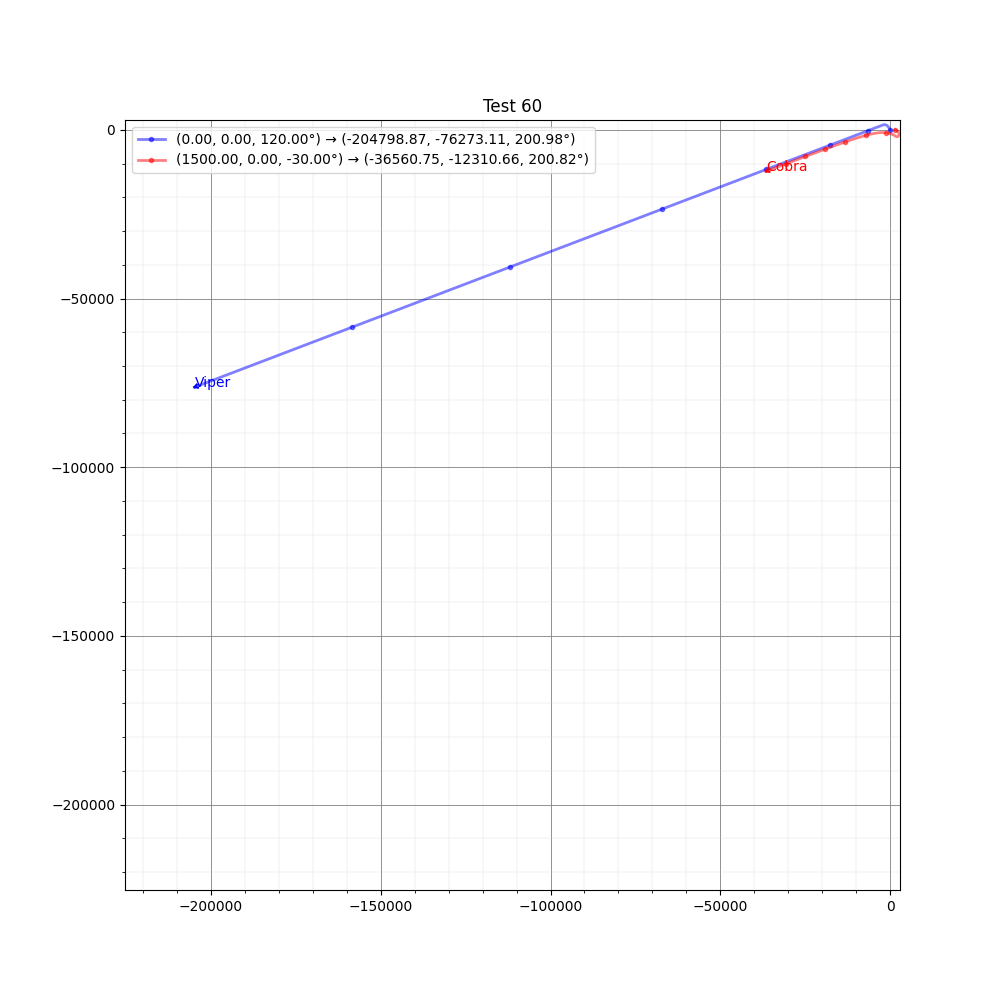 Test 60
(0.00, 0.00, 120.00°) → (-204798.87, -76273.11, 200.98°)
(1500.00, 0.00, -30.00°) → (-36560.75, -12310.66, 200.82°)
0
Cobra
−50000
Viper
−100000
−150000
−200000
−200000 −150000 −100000 −50000 0